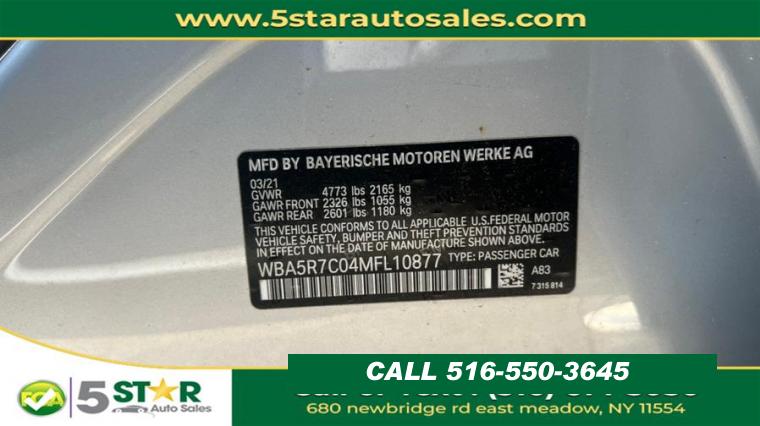 www.5starautosales.com
MFD BY BAYERISCHE MOTOREN WERKE AG
03/21
GVWR 4773 lbs 2165 kg
GAWR FRONT 2326 lbs 1055 kg
GAWR REAR 2601 lbs 1180 kg
THIS VEHICLE CONFORMS TO ALL APPLICABLE U.S.FEDERAL MOTOR
VEHICLE SAFETY, BUMPER AND THEFT PREVENTION STANDARDS
IN EFFECT ON THE DATE OF MANUFACTURE SHOWN ABOVE.
WBA5R7C04MFL10877 TYPE: PASSENGER CAR
A83
7 315 814
CALL 516-550-3645
5 STAR
Auto Sales
680 newbridge rd east meadow, NY 11554